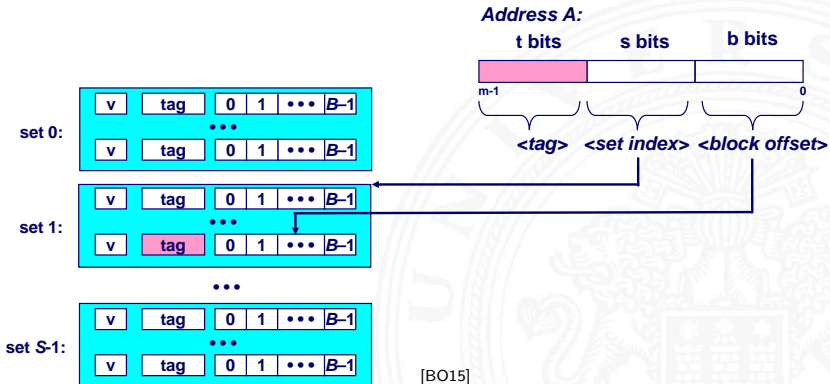 Address A:
t bits s bits b bits
m-1 0
<tag> <set index> <block offset>
set 0:
v tag 0 1 ••• B–1
•••
v tag 0 1 ••• B–1
set 1:
v tag 0 1 ••• B–1
•••
v tag 0 1 ••• B–1
•••
set S-1:
v tag 0 1 ••• B–1
•••
v tag 0 1 ••• B–1
[BO15]